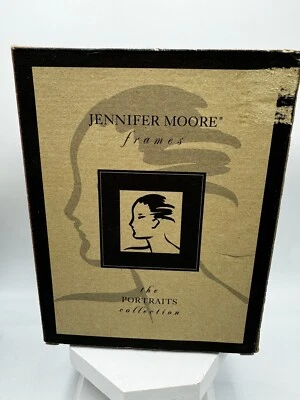 JENNIFER MOORE®
frames
the
PORTRAITS
collection